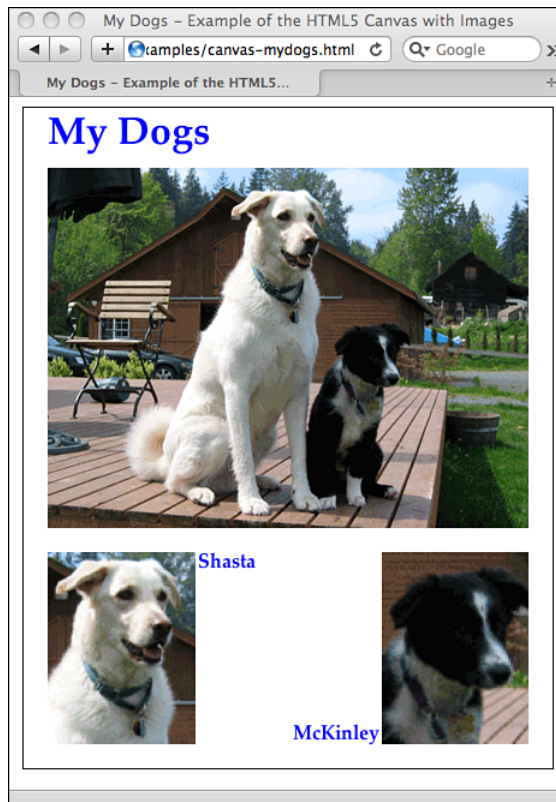 My Dogs - Example of the HTML5 Canvas with Images
amples/canvas-mydogs.html
Google
My Dogs - Example of the HTML5...
My Dogs
Shasta
McKinley